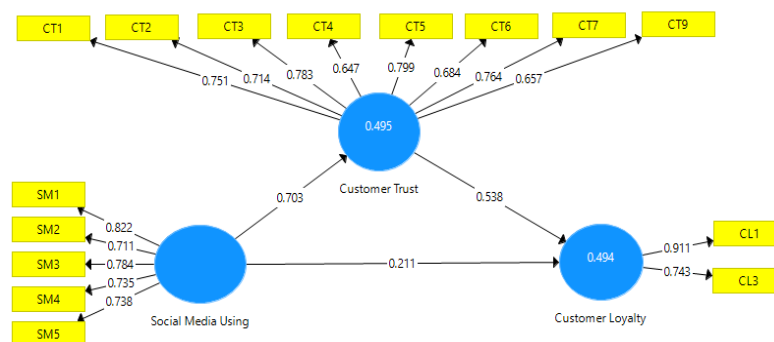 CT1 CT2 CT3 CT4 CT5 CT6 CT7 CT9
0.751 0.714 0.783 0.647 0.799 0.684 0.764 0.657
0.495
Customer Trust
0.703
0.538
SM1
SM2
SM3
SM4
SM5
0.822
0.711
0.784
0.735
0.738
Social Media Using
0.211
0.494
Customer Loyalty
0.911
0.743
CL1
CL3